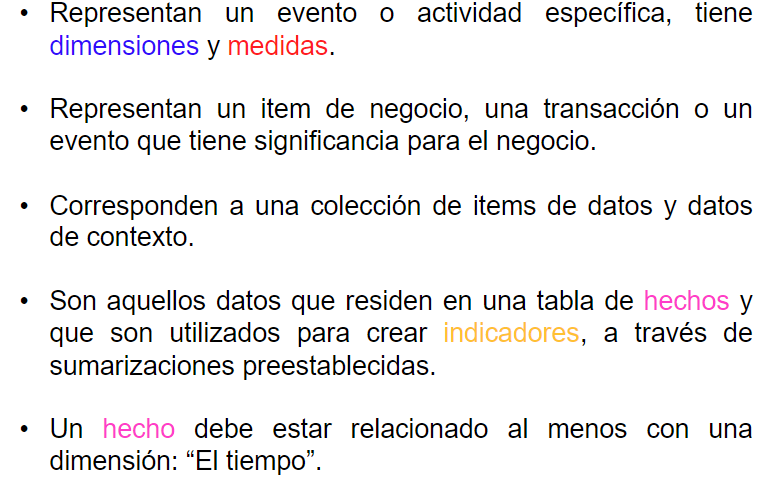 • Representan un evento o actividad específica, tiene
dimensiones y medidas.
• Representan un item de negocio, una transacción o un
evento que tiene significancia para el negocio.
• Corresponden a una colección de items de datos y datos
de contexto.
• Son aquellos datos que residen en una tabla de hechos y
que son utilizados para crear indicadores, a través de
sumarizaciones preestablecidas.
• Un hecho debe estar relacionado al menos con una
dimensión: “El tiempo”.